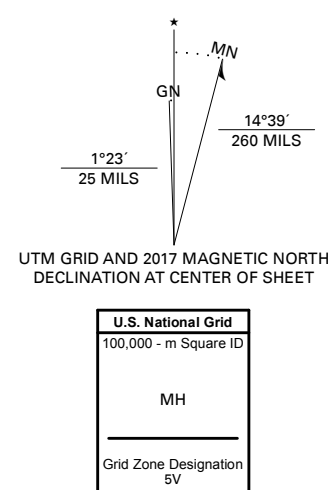 ★
MN
GN
14°39´
260 MILS
1°23´
25 MILS
UTM GRID AND 2017 MAGNETIC NORTH
DECLINATION AT CENTER OF SHEET
U.S. National Grid
100,000 - m Square ID
MH
Grid Zone Designation
5V